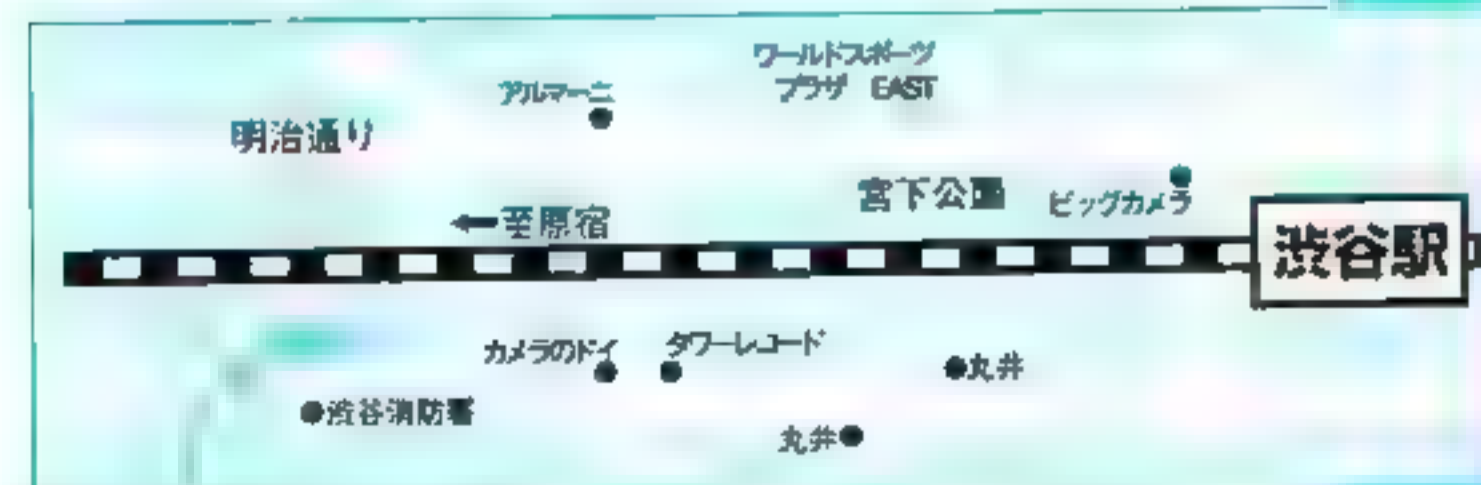 ワールドスポーツ
プラザ EAST
アルマーニ
明治通り
宮下公園
ビッグカメラ
←至原宿
渋谷駅
カメラのドイ
タワーレコード
丸井
渋谷消防署
丸井